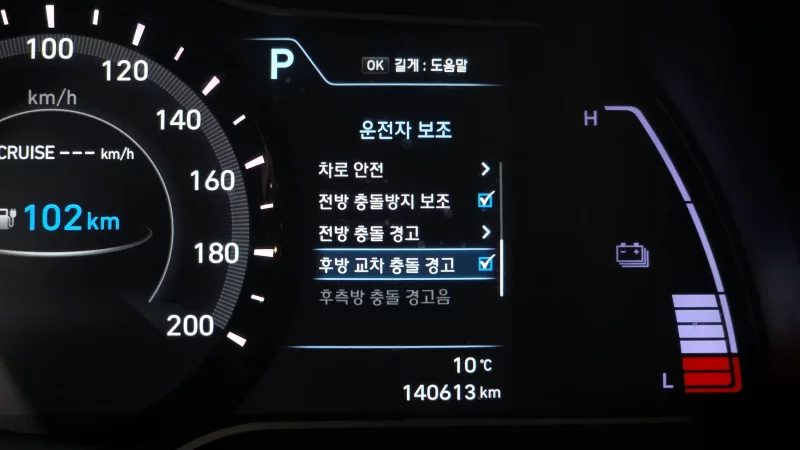 100
120
km/h
140
CRUISE --- km/h
160
102 km
180
200
P
OK 길게 : 도움말
운전자 보조
차로 안전
전방 충돌방지 보조
전방 충돌 경고
후방 교차 충돌 경고
후측방 충돌 경고음
10 ℃
140613 km
H
L